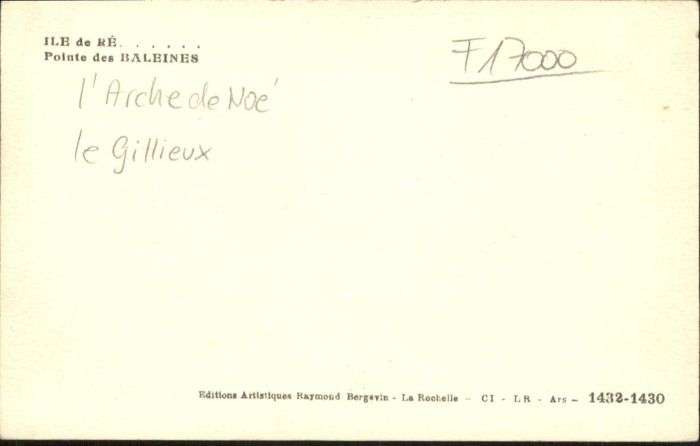 ILE de RÉ. . . . . .
Pointe des BALEINES
F17000
l'Arche de Noé
le Gillieux
Editions Artistiques Raymond Bergevin - La Rochelle - CI - LR - Ars - 1432-1430